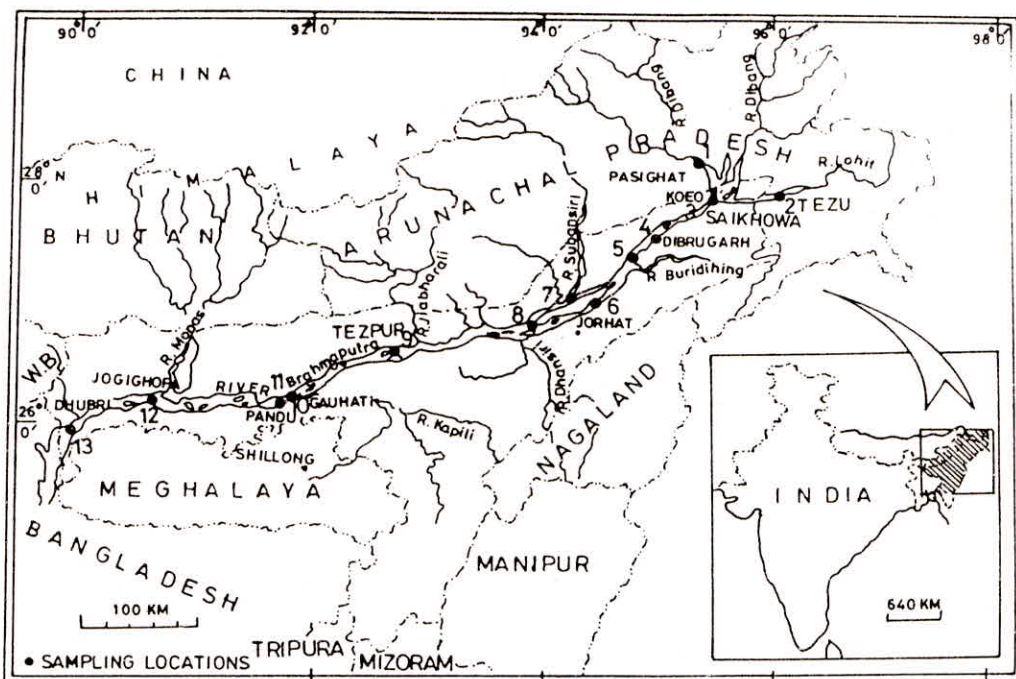 90° 0'
92° 0'
94° 0'
96° 0'
98° 0'
CHINA
28° 0' N
HIMALAYA
BHUTAN
ARUNACHAL
PRADESH
R. Dibang
R. Dibang
R. Lohit
1
PASIGHAT
KOEO
2 TEZU
3
SAIKHOWA
4
DIBRUGARH
5
R. Buridihing
R. Subansiri
7
6
JORHAT
8
R. Jiabharali
TEZPUR
9
R. Manas
W.B.
JOGIGHOPA
RIVER Brahmaputra
11
10
DHUBRI
PANDU
GAUHATI
R. Dhansiri
26° 0'
12
13
R. Kapili
SHILLONG
NAGALAND
MEGHALAYA
BANGLADESH
MANIPUR
INDIA
100 KM
640 KM
TRIPURA
MIZORAM
• SAMPLING LOCATIONS